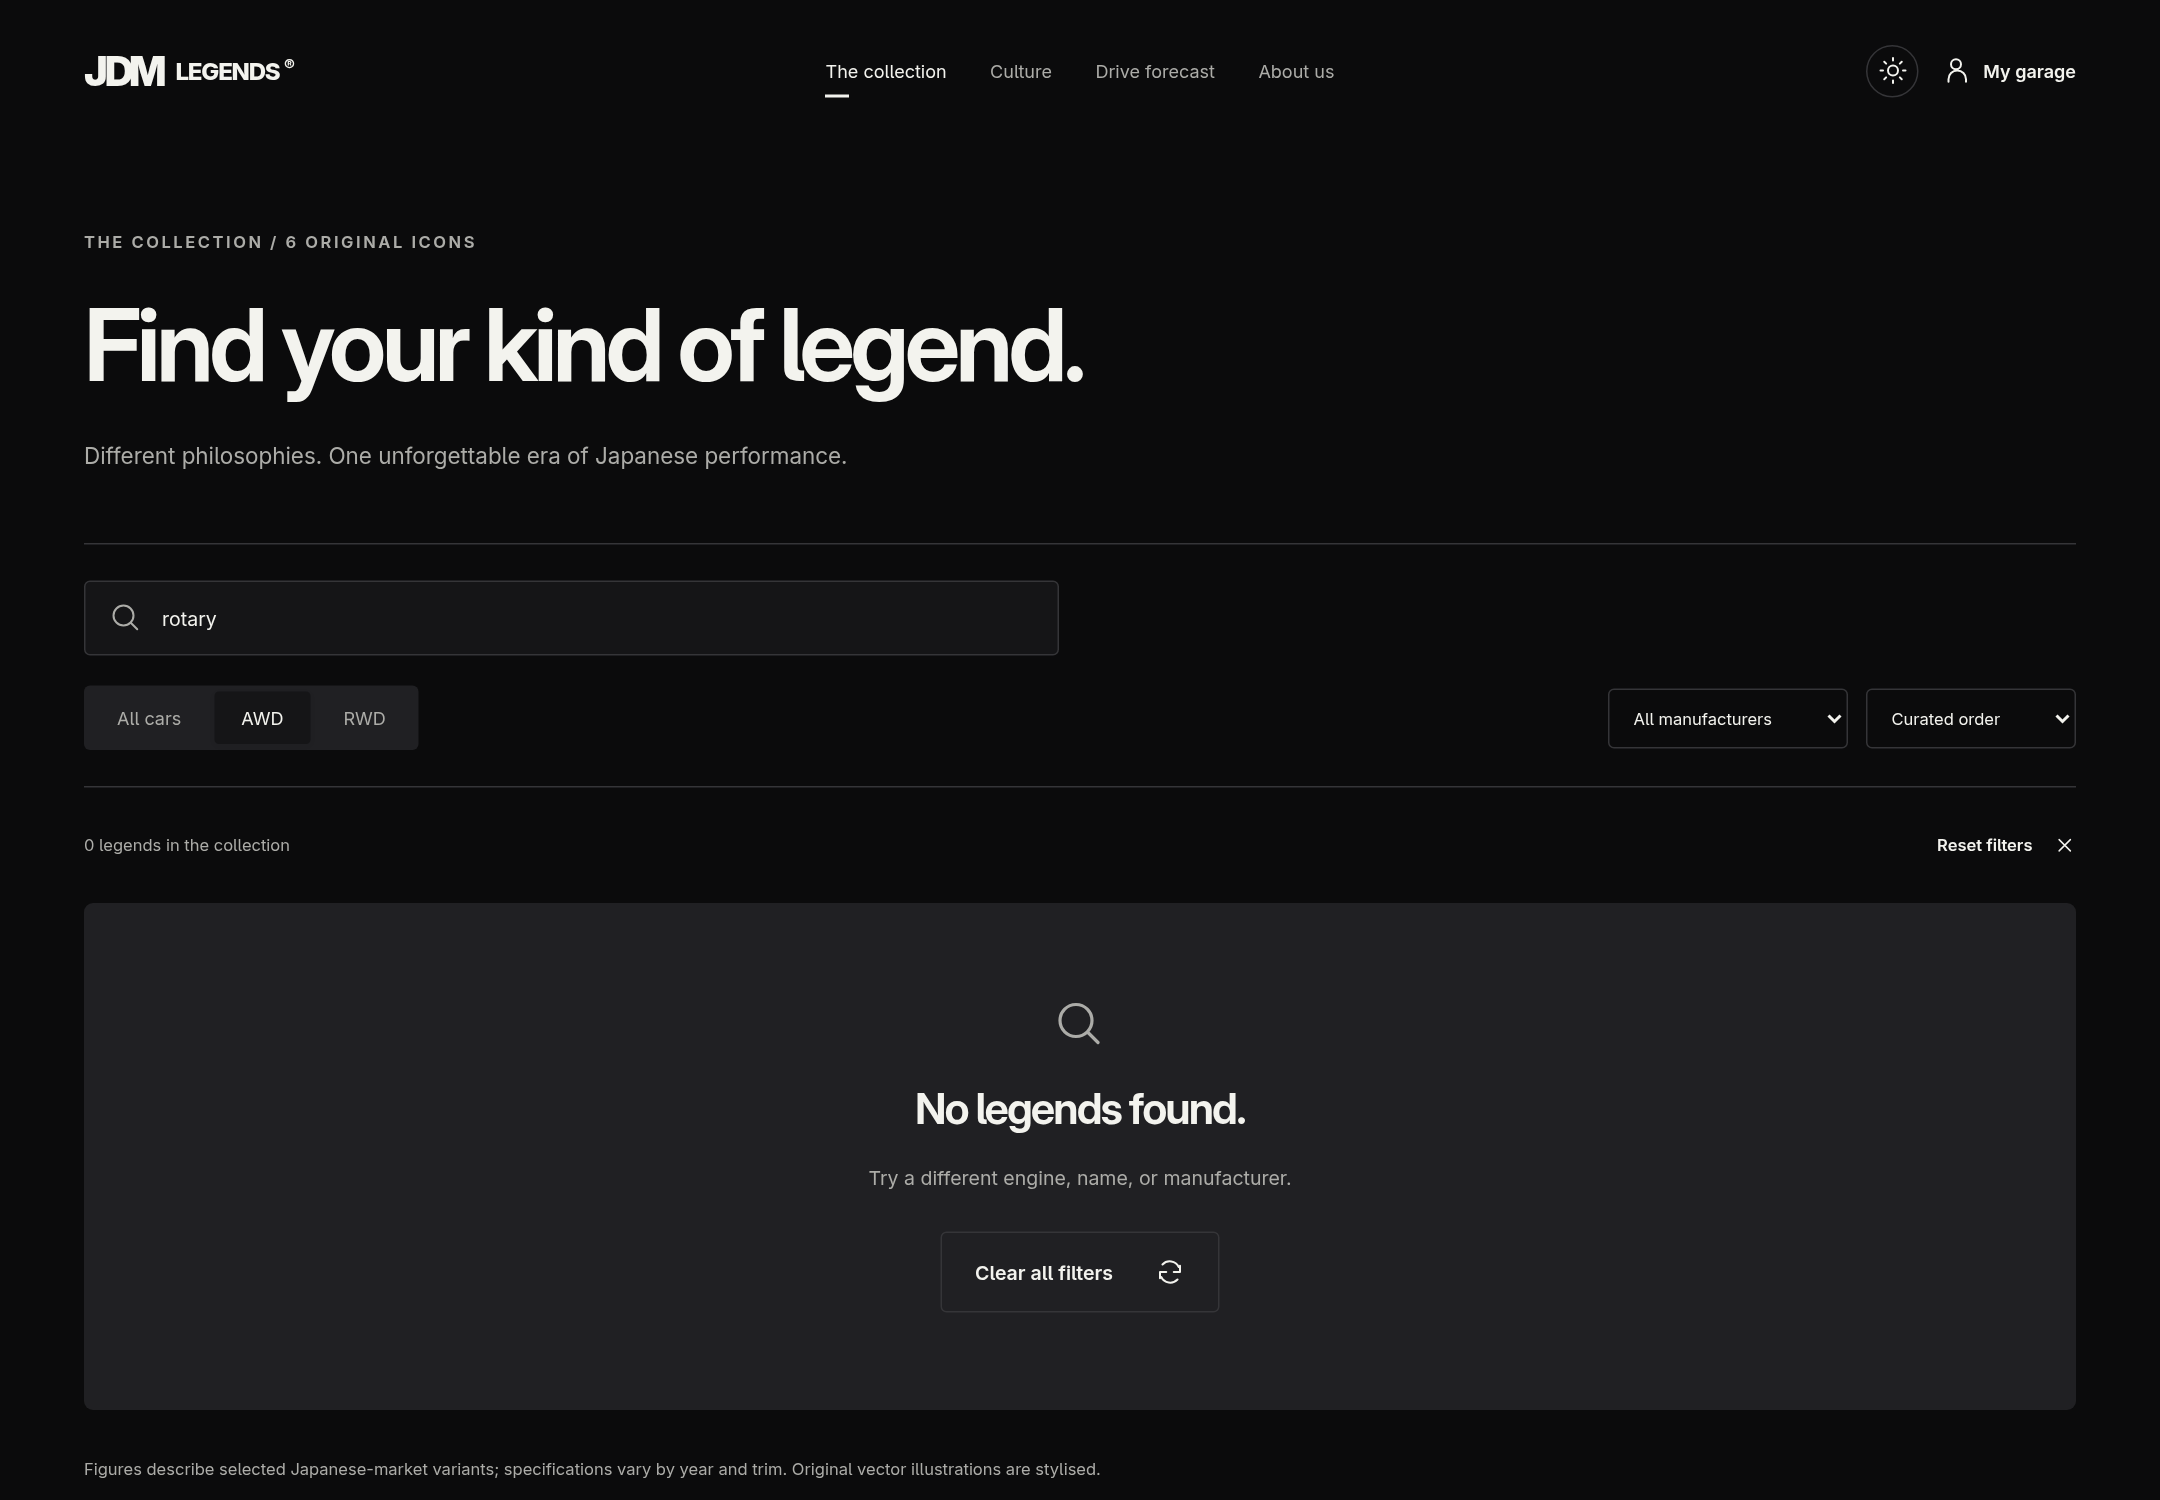 JDM LEGENDS ®
The collection
Culture
Drive forecast
About us
My garage
THE COLLECTION / 6 ORIGINAL ICONS
Find your kind of legend.
Different philosophies. One unforgettable era of Japanese performance.
rotary
All cars
AWD
RWD
All manufacturers
Curated order
0 legends in the collection
Reset filters
No legends found.
Try a different engine, name, or manufacturer.
Clear all filters
Figures describe selected Japanese-market variants; specifications vary by year and trim. Original vector illustrations are stylised.